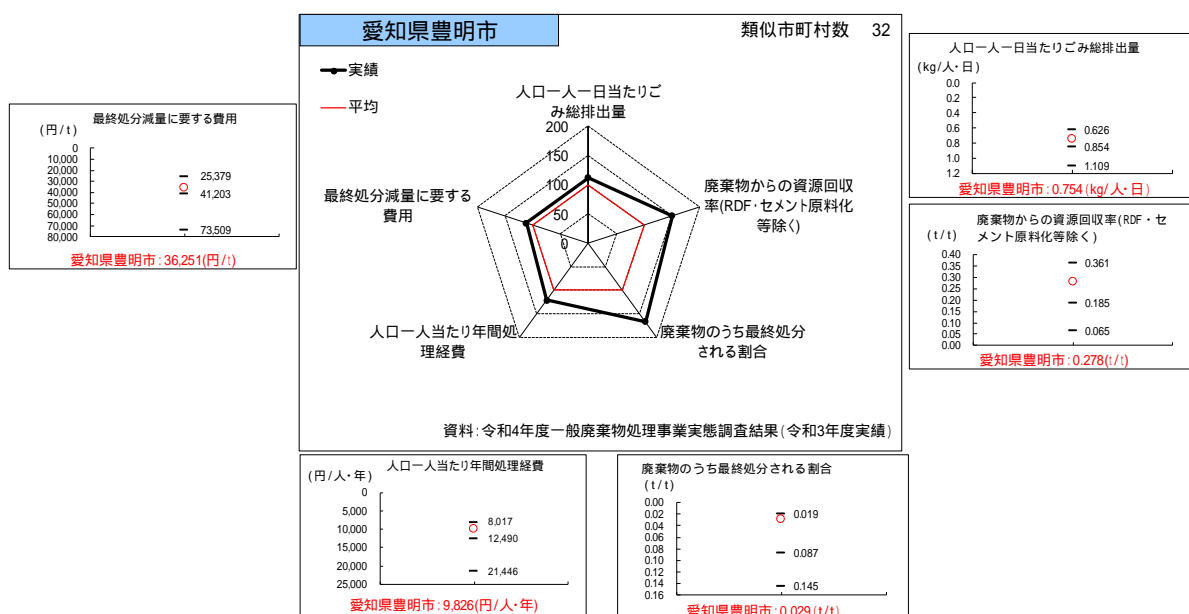 愛知県豊明市
類似市町村数 32
実績
平均
人口一人一日当たりご
み総排出量
廃棄物からの資源回収
率(RDF・セメント原料化
等除く)
廃棄物のうち最終処分
される割合
人口一人当たり年間処
理経費
最終処分減量に要する
費用
200
150
100
50
0
資料:令和4年度一般廃棄物処理事業実態調査結果(令和3年度実績)
最終処分減量に要する費用
(円/t)
0
10,000
20,000
30,000
40,000
50,000
60,000
70,000
80,000
25,379
41,203
73,509
愛知県豊明市:36,251(円/t)
人口一人一日当たりごみ総排出量
(kg/人・日)
0.0
0.2
0.4
0.6
0.8
1.0
1.2
0.626
0.854
1.109
愛知県豊明市:0.754(kg/人・日)
廃棄物からの資源回収率(RDF・セ
メント原料化等除く)
(t/t)
0.40
0.35
0.30
0.25
0.20
0.15
0.10
0.05
0.00
0.361
0.185
0.065
愛知県豊明市:0.278(t/t)
人口一人当たり年間処理経費
(円/人・年)
0
5,000
10,000
15,000
20,000
25,000
8,017
12,490
21,446
愛知県豊明市:9,826(円/人・年)
廃棄物のうち最終処分される割合
(t/t)
0.00
0.02
0.04
0.06
0.08
0.10
0.12
0.14
0.16
0.019
0.087
0.145
愛知県豊明市:0.029(t/t)